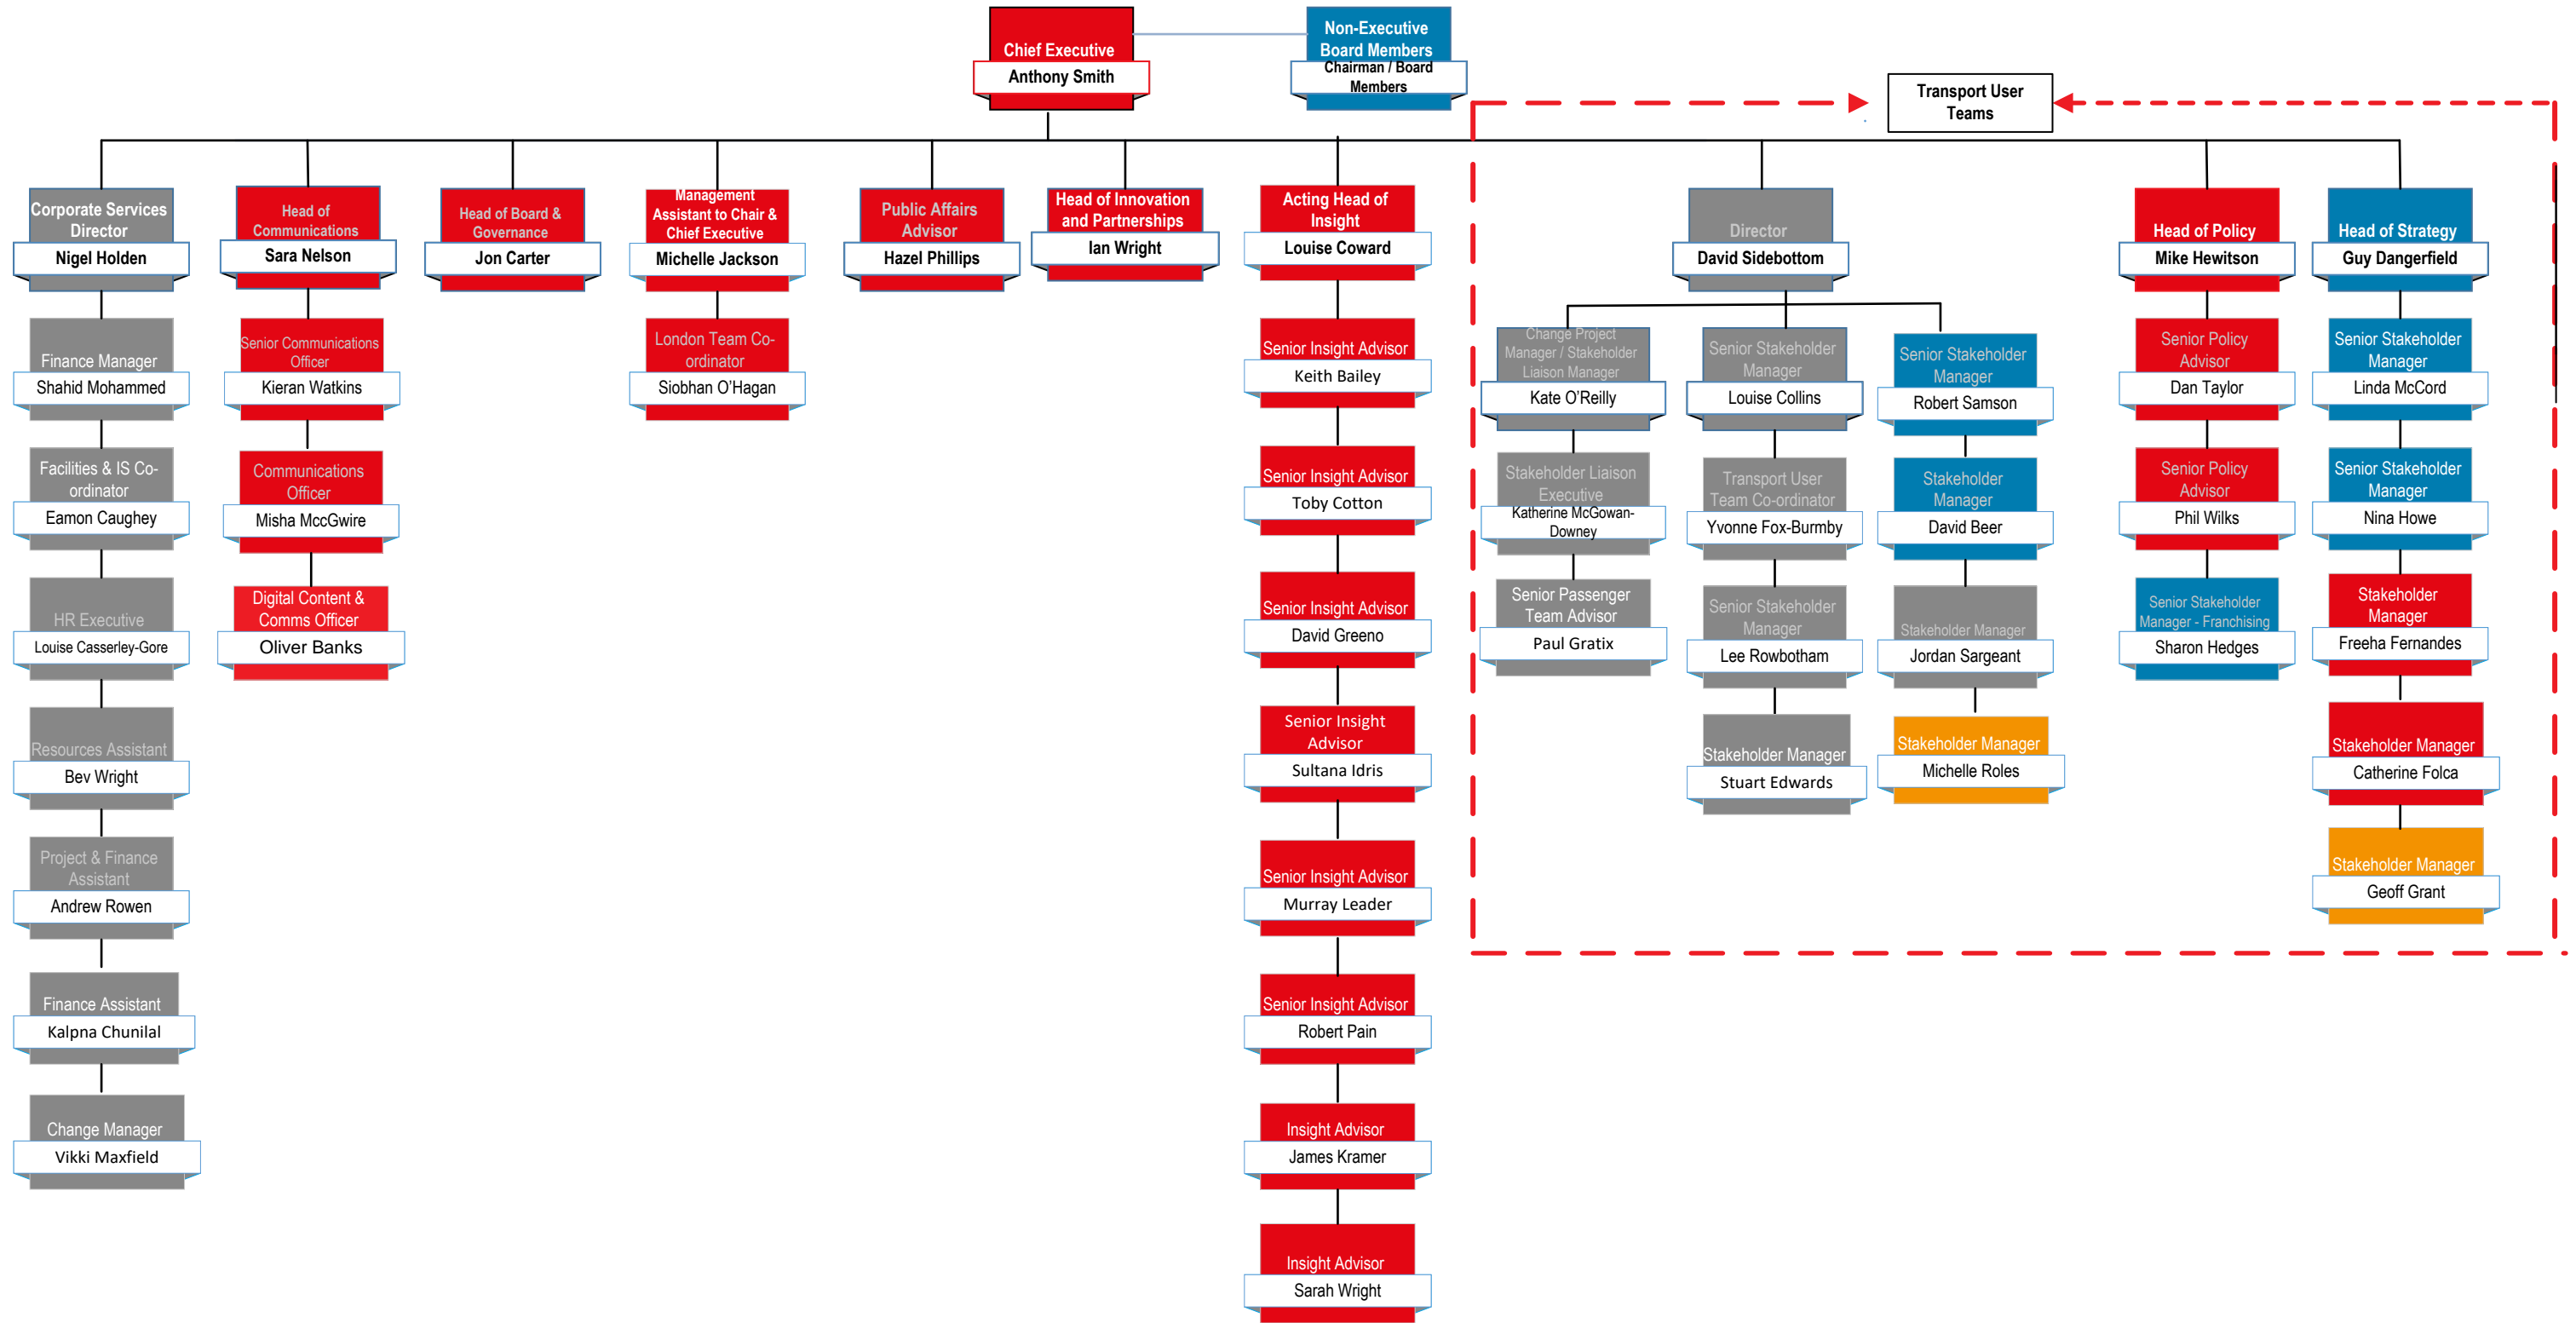 Chief Executive
Anthony Smith
Non-Executive
Board Members
Chairman / Board
Members
Transport User
Teams
Corporate Services
Director
Nigel Holden
Finance Manager
Shahid Mohammed
Facilities & IS Co-
ordinator
Eamon Caughey
HR Executive
Louise Casserley-Gore
Resources Assistant
Bev Wright
Project & Finance
Assistant
Andrew Rowen
Finance Assistant
Kalpna Chunilal
Change Manager
Vikki Maxfield
Head of
Communications
Sara Nelson
Senior Communications
Officer
Kieran Watkins
Communications
Officer
Misha MccGwire
Digital Content &
Comms Officer
Oliver Banks
Head of Board &
Governance
Jon Carter
Management
Assistant to Chair &
Chief Executive
Michelle Jackson
London Team Co-
ordinator
Siobhan O'Hagan
Public Affairs
Advisor
Hazel Phillips
Head of Innovation
and Partnerships
Ian Wright
Acting Head of
Insight
Louise Coward
Senior Insight Advisor
Keith Bailey
Senior Insight Advisor
Toby Cotton
Senior Insight Advisor
David Greeno
Senior Insight
Advisor
Sultana Idris
Senior Insight Advisor
Murray Leader
Senior Insight Advisor
Robert Pain
Insight Advisor
James Kramer
Insight Advisor
Sarah Wright
Director
David Sidebottom
Change Project
Manager / Stakeholder
Liaison Manager
Kate O'Reilly
Stakeholder Liaison
Executive
Katherine McGowan-
Downey
Senior Passenger
Team Advisor
Paul Gratix
Senior Stakeholder
Manager
Louise Collins
Transport User
Team Co-ordinator
Yvonne Fox-Burmby
Senior Stakeholder
Manager
Lee Rowbotham
Stakeholder Manager
Stuart Edwards
Senior Stakeholder
Manager
Robert Samson
Stakeholder
Manager
David Beer
Stakeholder Manager
Jordan Sargeant
Stakeholder Manager
Michelle Roles
Head of Policy
Mike Hewitson
Senior Policy
Advisor
Dan Taylor
Senior Policy
Advisor
Phil Wilks
Senior Stakeholder
Manager - Franchising
Sharon Hedges
Head of Strategy
Guy Dangerfield
Senior Stakeholder
Manager
Linda McCord
Senior Stakeholder
Manager
Nina Howe
Stakeholder
Manager
Freeha Fernandes
Stakeholder Manager
Catherine Folca
Stakeholder Manager
Geoff Grant